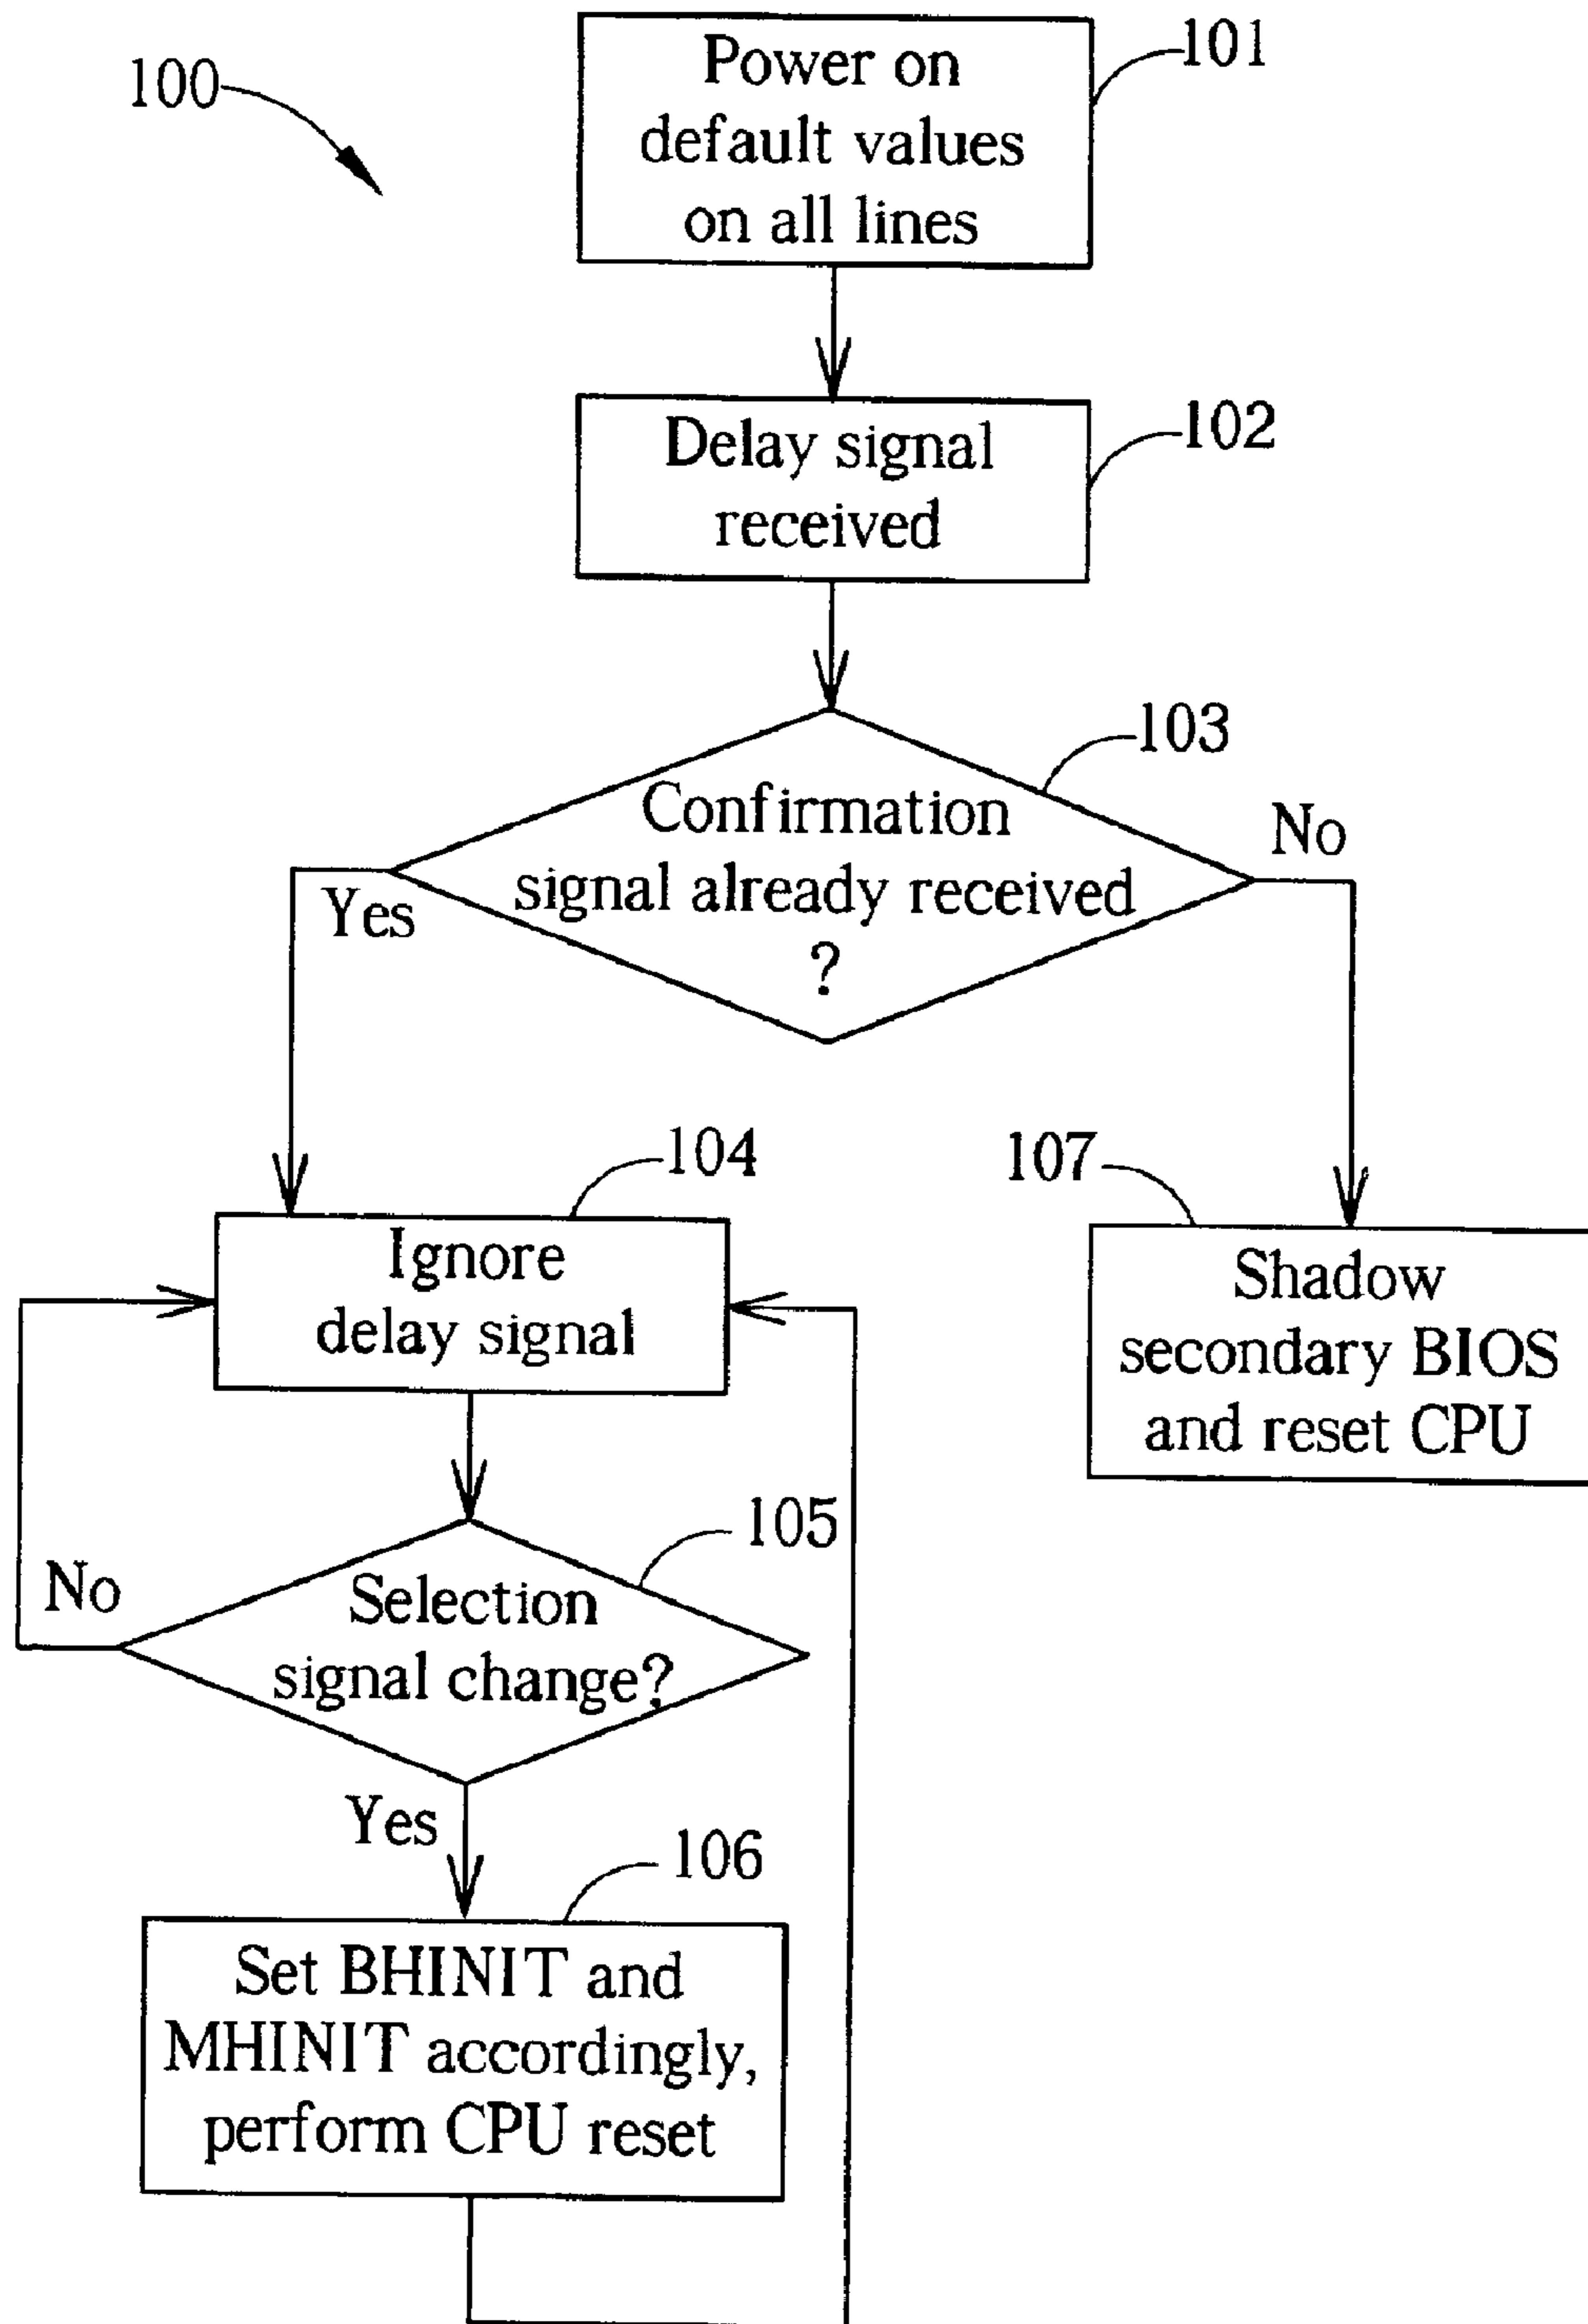 100
Power on
default values
on all lines
101
Delay signal
received
102
Confirmation
signal already received
?
103
Yes
No
104
Ignore
delay signal
107
Shadow
secondary BIOS
and reset CPU
105
Selection
signal change?
No
Yes
106
Set BHINIT and
MHINIT accordingly,
perform CPU reset